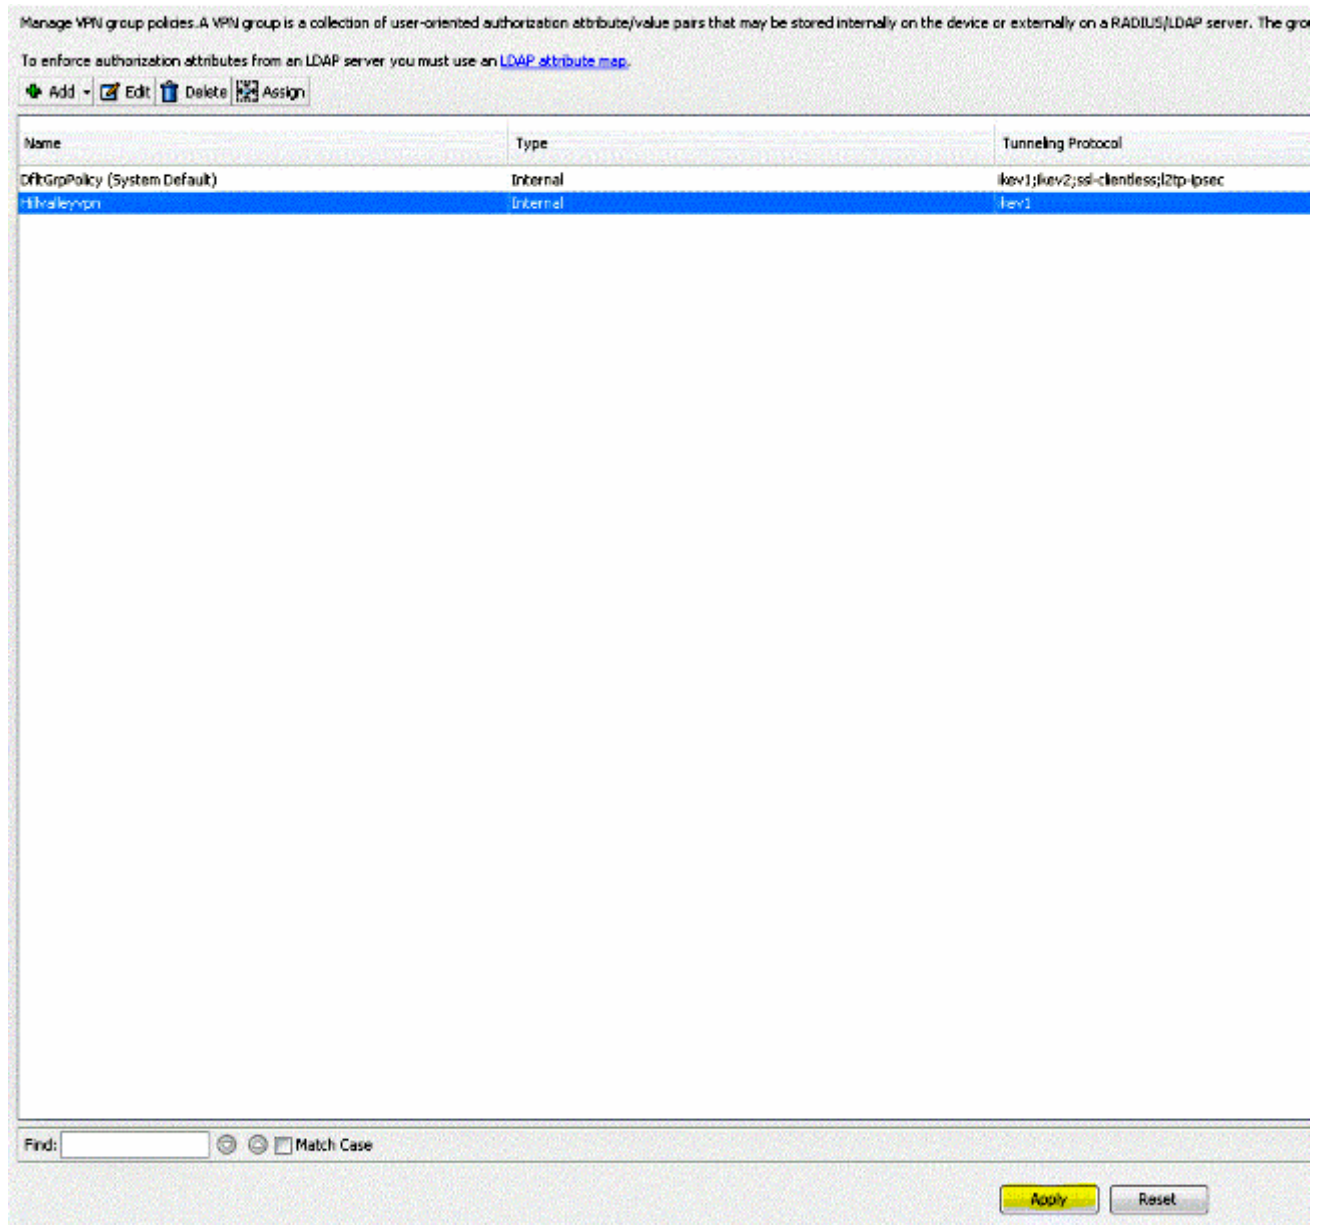 Manage VPN group policies. A VPN group is a collection of user-oriented authorization attribute/value pairs that may be stored internally on the device or externally on a RADIUS/LDAP server. The
To enforce authorization attributes from an LDAP server you must use an LDAP attribute map.
Add Edit Delete Assign
Name Type Tunneling Protocol
DfltGrpPolicy (System Default) Internal ikev1;ikev2;ssl-clientless;l2tp-ipsec
Hillvalleyvpn Internal ikev1
Find: Match Case
Apply Reset